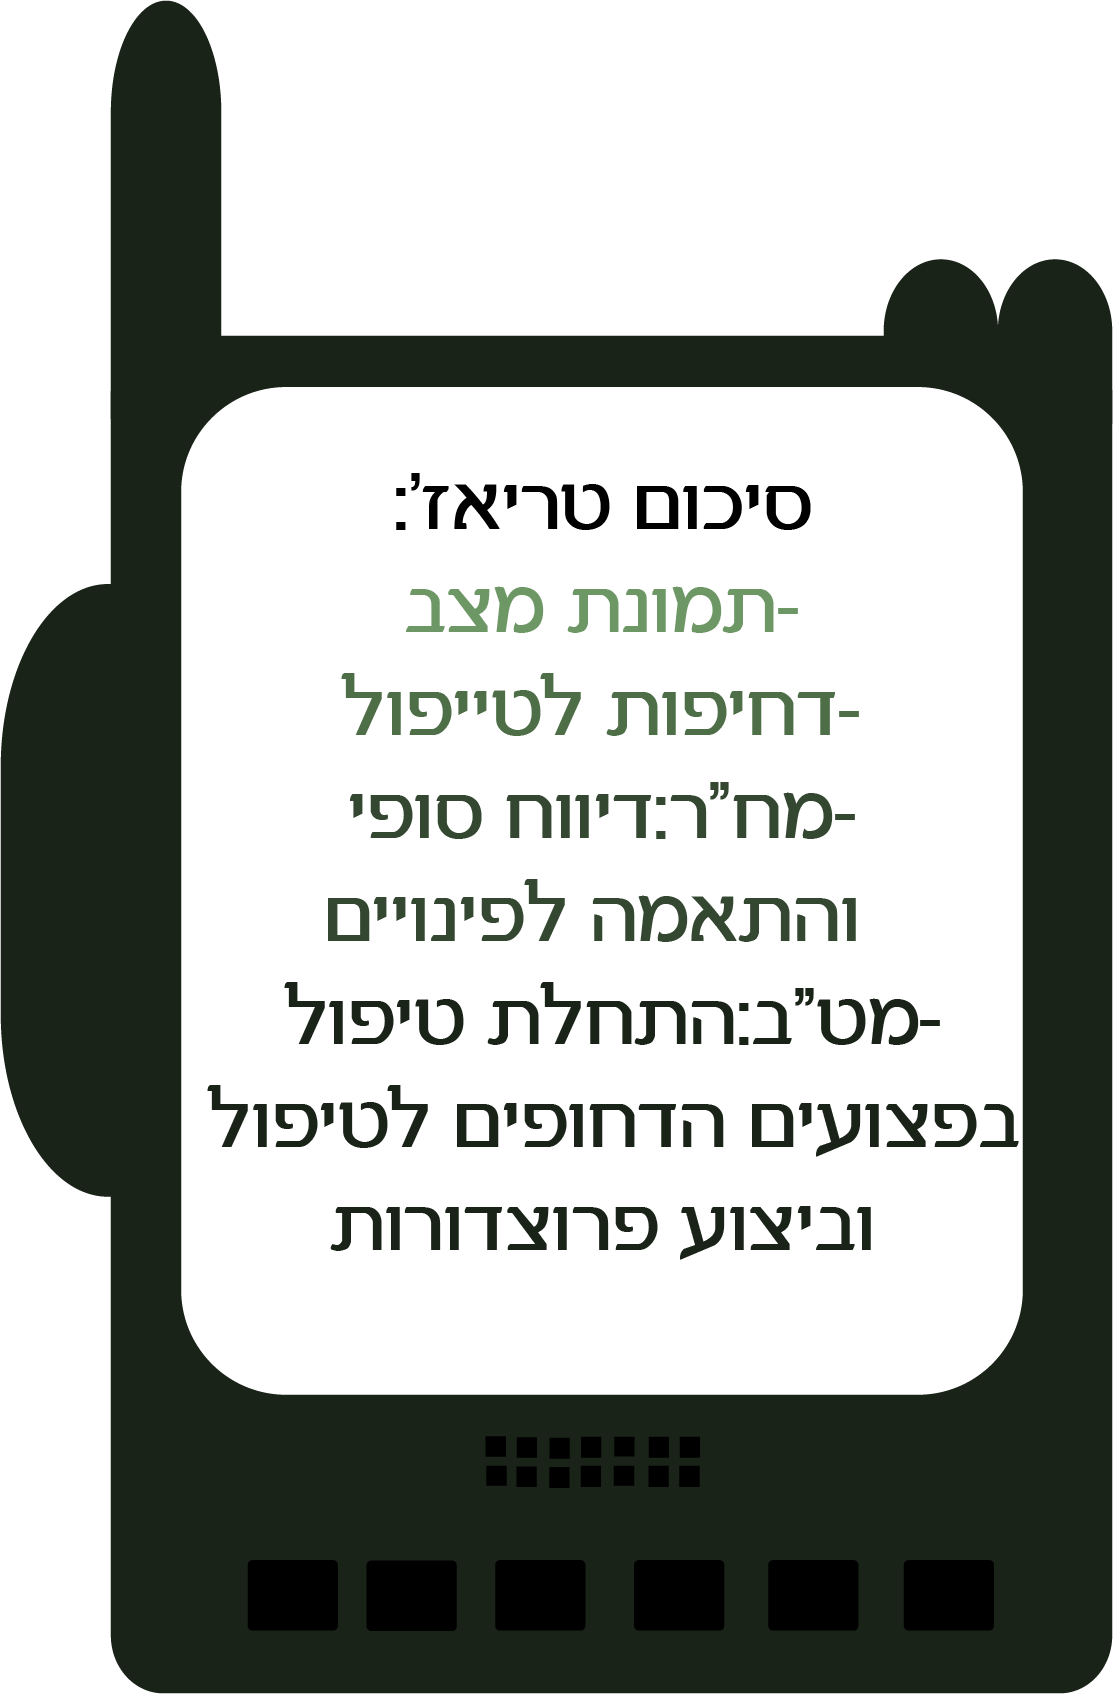 סיכום טריאז':
-תמונת מצב
-דחיפות לטייפול
-מח"ר:דיווח סופי
והתאמה לפינויים
-מט"ב:התחלת טיפול
בפצועים הדחופים לטיפול
וביצוע פרוצדורות